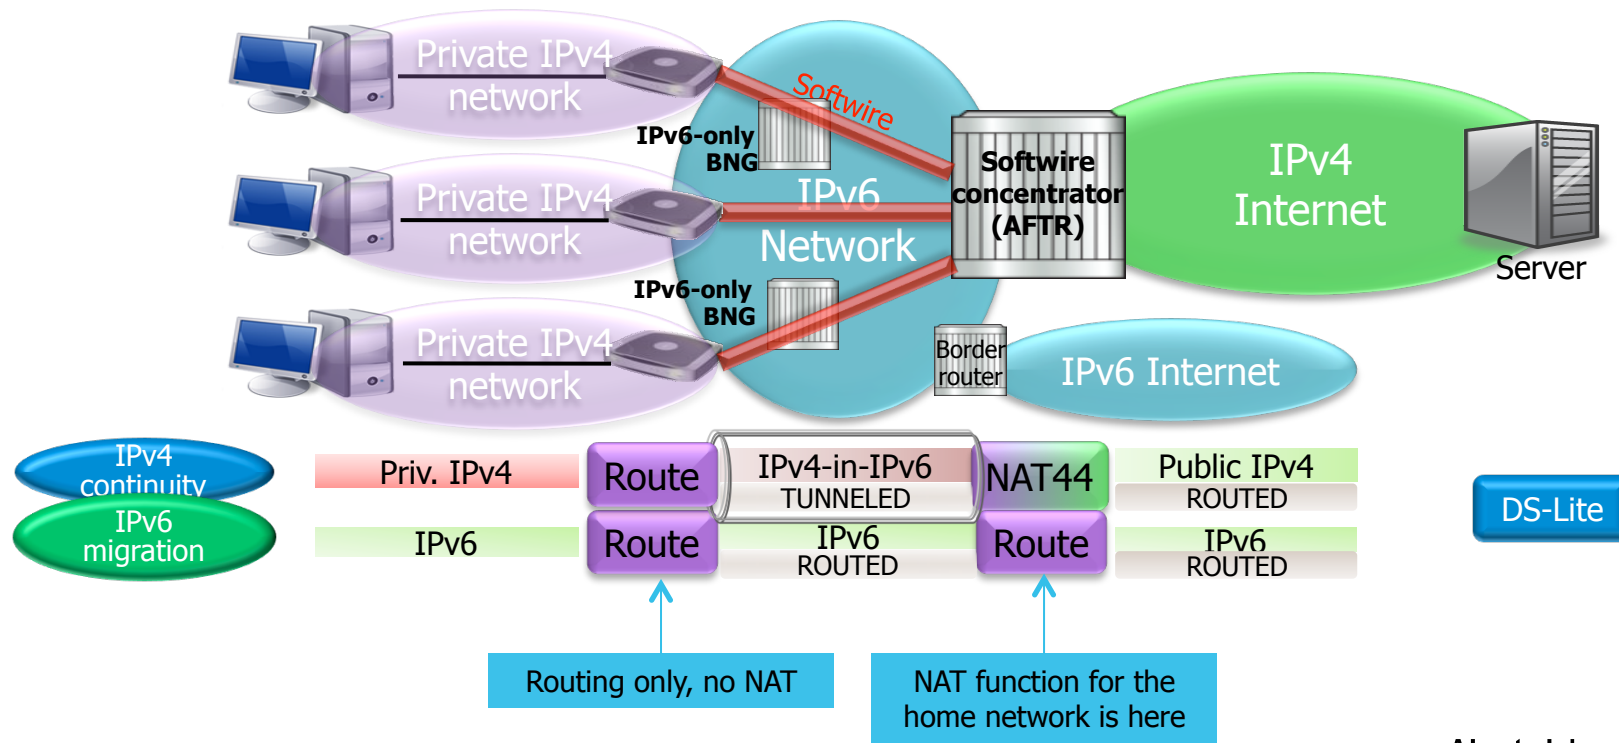 Private IPv4
network
Softwire
IPv6-only
BNG
Private IPv4
network
IPv6
Network
Softwire
concentrator
(AFTR)
IPv4
Internet
Server
IPv6-only
BNG
Private IPv4
network
Border
router
IPv6 Internet
IPv4
continuity
Priv. IPv4
Route
IPv4-in-IPv6
TUNNELED
NAT44
Public IPv4
ROUTED
IPv6
migration
IPv6
Route
IPv6
ROUTED
Route
IPv6
ROUTED
DS-Lite
Routing only, no NAT
NAT function for the
home network is here